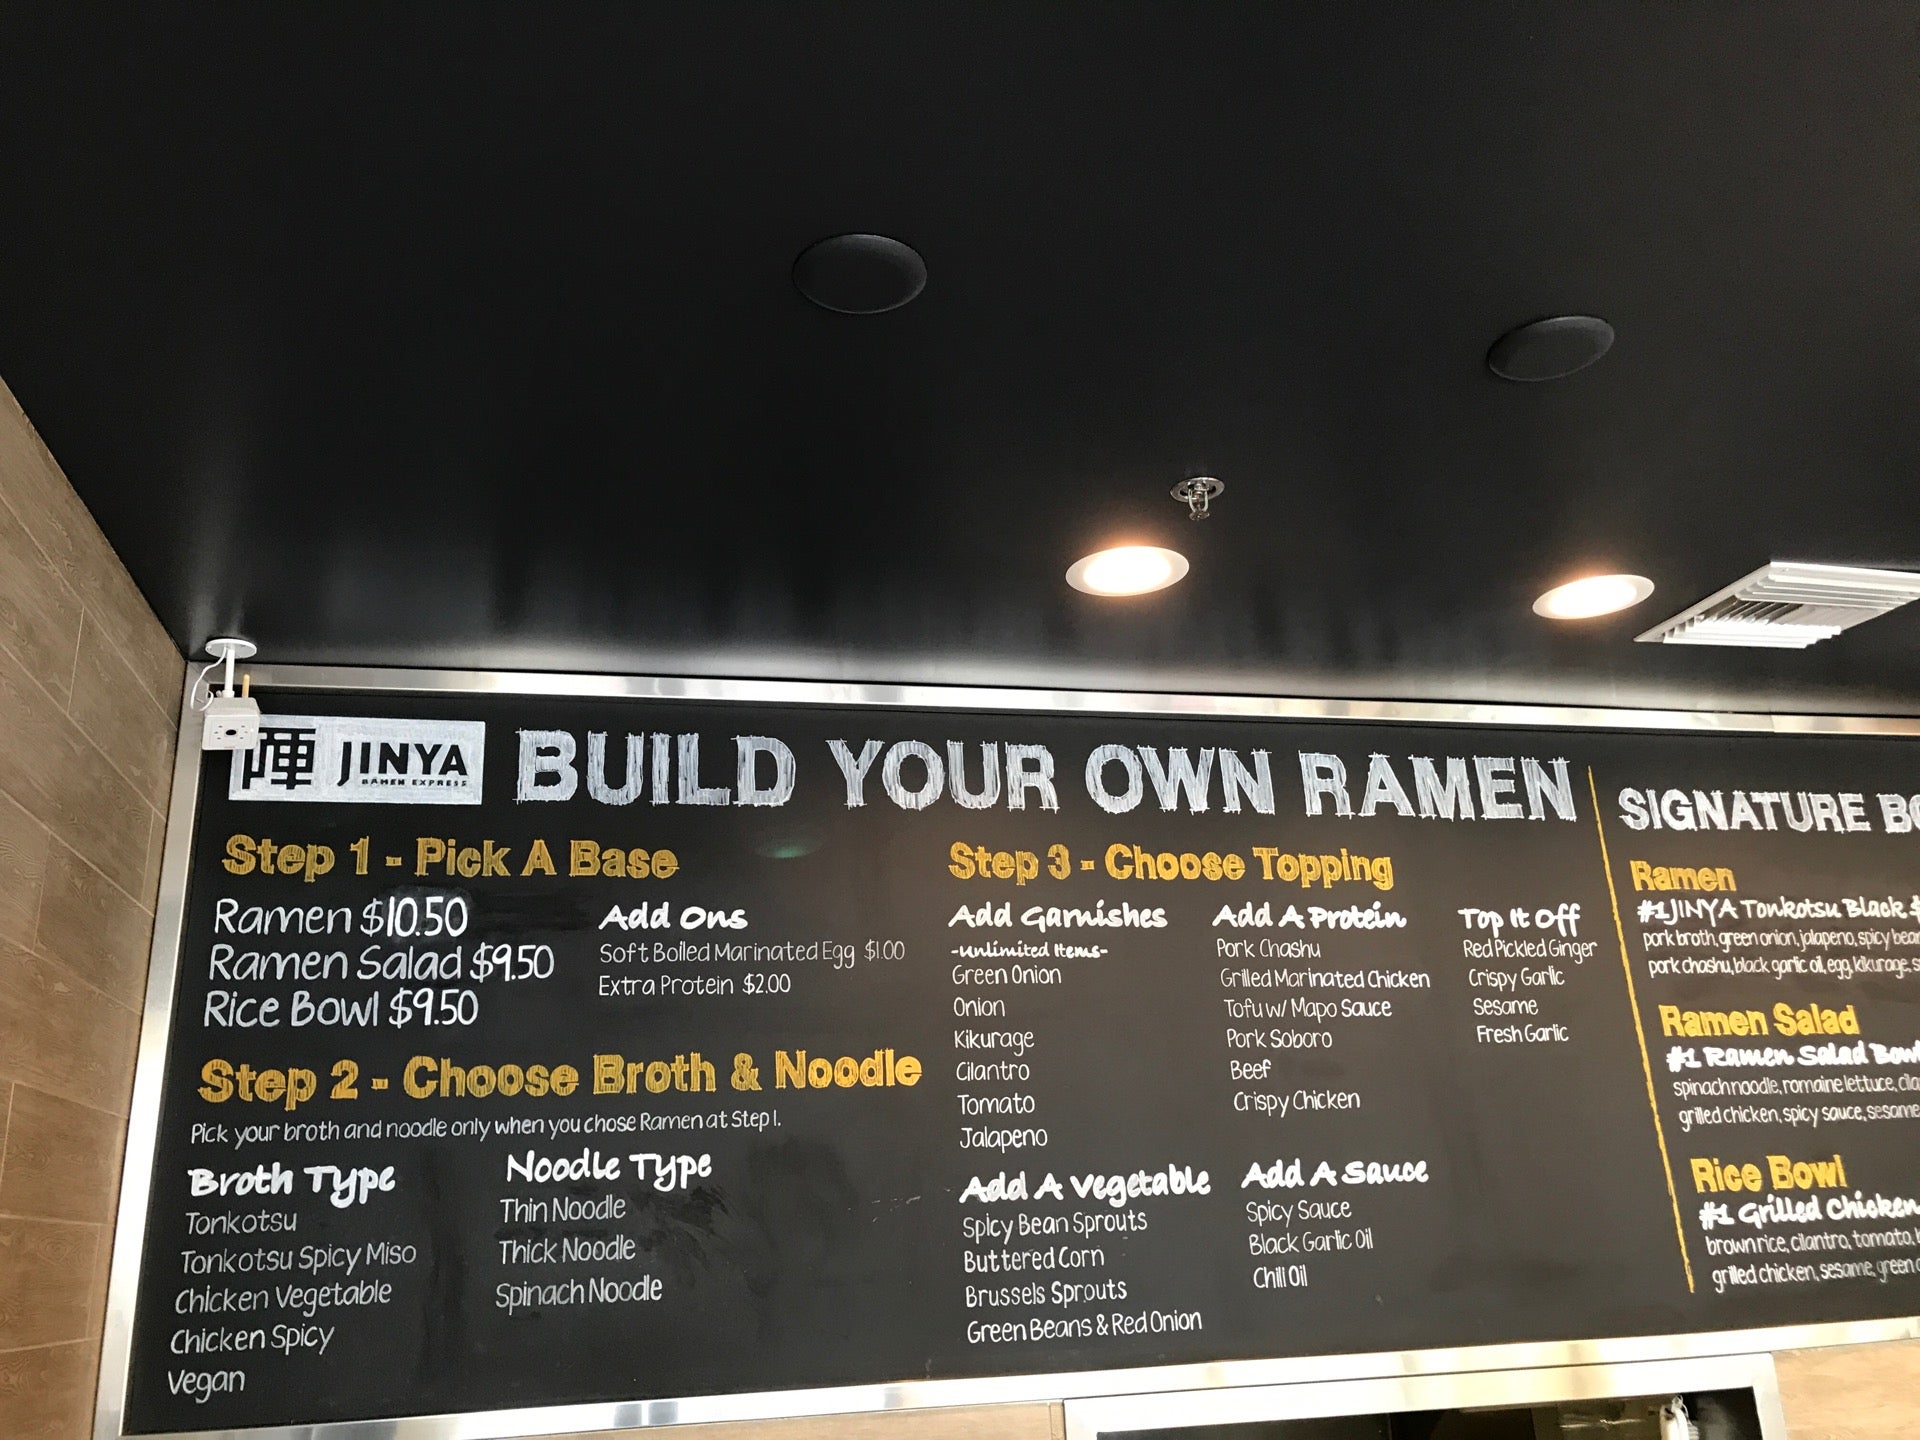 陣 JINYA
RAMEN EXPRESS
BUILD YOUR OWN RAMEN
Step 1 - Pick A Base
Ramen $10.50
Ramen Salad $9.50
Rice Bowl $9.50
Add Ons
Soft Boiled Marinated Egg $1.00
Extra Protein $2.00
Step 2 - Choose Broth & Noodle
Pick your broth and noodle only when you chose Ramen at Step 1.
Broth Type
Tonkotsu
Tonkotsu Spicy Miso
Chicken Vegetable
Chicken Spicy
Vegan
Noodle Type
Thin Noodle
Thick Noodle
Spinach Noodle
Step 3 - Choose Topping
Add Garnishes
-unlimited Items-
Green Onion
Onion
Kikurage
Cilantro
Tomato
Jalapeno
Add A Protein
Pork Chashu
Grilled Marinated Chicken
Tofu w/ Mapo Sauce
Pork Soboro
Beef
Crispy Chicken
Top It Off
Red Pickled Ginger
Crispy Garlic
Sesame
Fresh Garlic
Add A Vegetable
Spicy Bean Sprouts
Buttered Corn
Brussels Sprouts
Green Beans & Red Onion
Add A Sauce
Spicy Sauce
Black Garlic Oil
Chili Oil
SIGNATURE
Ramen
#1 JINYA Tonkotsu Black $
pork broth, green onion, jalapeno, spicy
pork chashu, black garlic oil, egg, kikurage,
Ramen Salad
#1 Ramen Salad Bowl
spinach noodle, romaine lettuce,
grilled chicken, spicy sauce, sesame
Rice Bowl
#1 Grilled Chicken
brown rice, cilantro, tomato,
grilled chicken, sesame, green